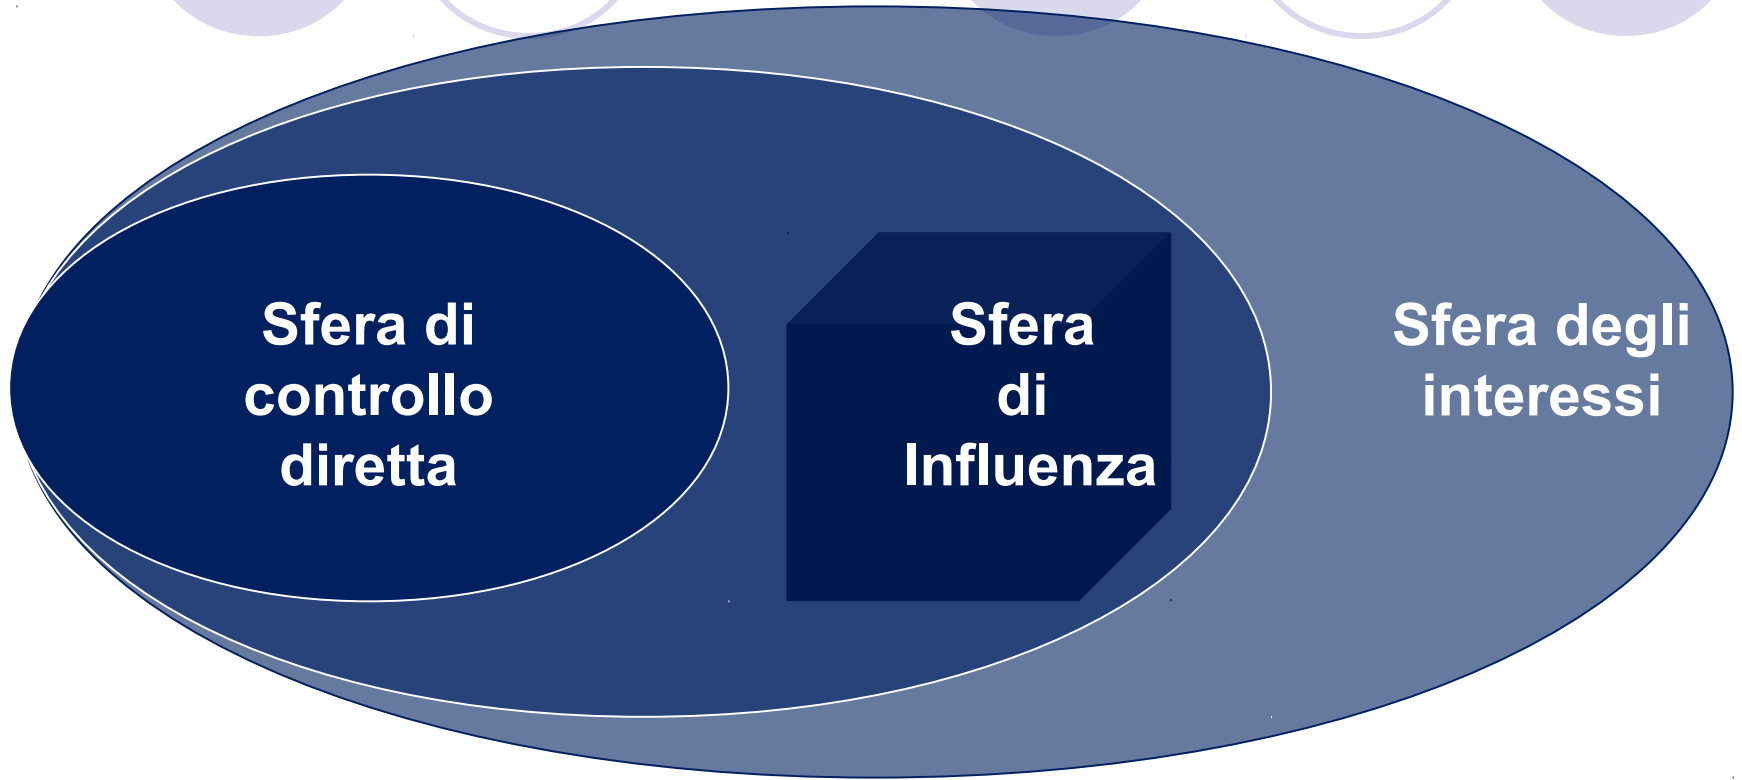 Sfera di
controllo
diretta
Sfera
di
Influenza
Sfera degli
interessi